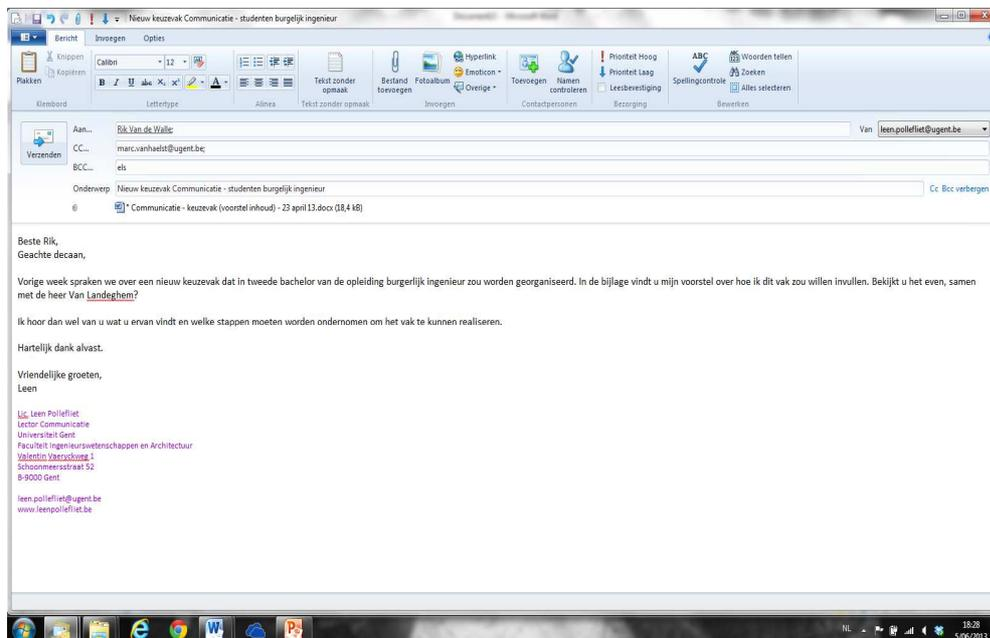 Nieuw keuzevak Communicatie - studenten burgelijk ingenieur
Bericht Invoegen Opties
Plakken
Knippen
Kopiëren
Klembord
Calibri 12
B I U abc X₁ x² A
Lettertype
Alinea
Tekst zonder opmaak
Tekst zonder opmaak
Bestand toevoegen
Fotoalbum
Hyperlink
Emoticon
Overige
Invoegen
Toevoegen
Namen controleren
Contactpersonen
Prioriteit Hoog
Prioriteit Laag
Leesbevestiging
Bezorging
ABC
Spellingcontrole
Woorden tellen
Zoeken
Alles selecteren
Bewerken
Verzenden
Aan... Rik Van de Walle; Van leen.pollefliet@ugent.be
CC... marc.vanhaelst@ugent.be;
BCC... els
Onderwerp Nieuw keuzevak Communicatie - studenten burgelijk ingenieur Cc Bcc verbergen
* Communicatie - keuzevak (voorstel inhoud) - 23 april 13.docx (18,4 kB)
Beste Rik,
Geachte decaan,
Vorige week spraken we over een nieuw keuzevak dat in tweede bachelor van de opleiding burgerlijk ingenieur zou worden georganiseerd. In de bijlage vindt u mijn voorstel over hoe ik dit vak zou willen invullen. Bekijkt u het even, samen
met de heer Van Landeghem?
Ik hoor dan wel van u wat u ervan vindt en welke stappen moeten worden ondernomen om het vak te kunnen realiseren.
Hartelijk dank alvast.
Vriendelijke groeten,
Leen
Lic. Leen Pollefliet
Lector Communicatie
Universiteit Gent
Faculteit Ingenieurswetenschappen en Architectuur
Valentin Vaeryckweg 1
Schoonmeersstraat 52
B-9000 Gent
leen.pollefliet@ugent.be
www.leenpollefliet.be
NL 18:28
5/06/2013